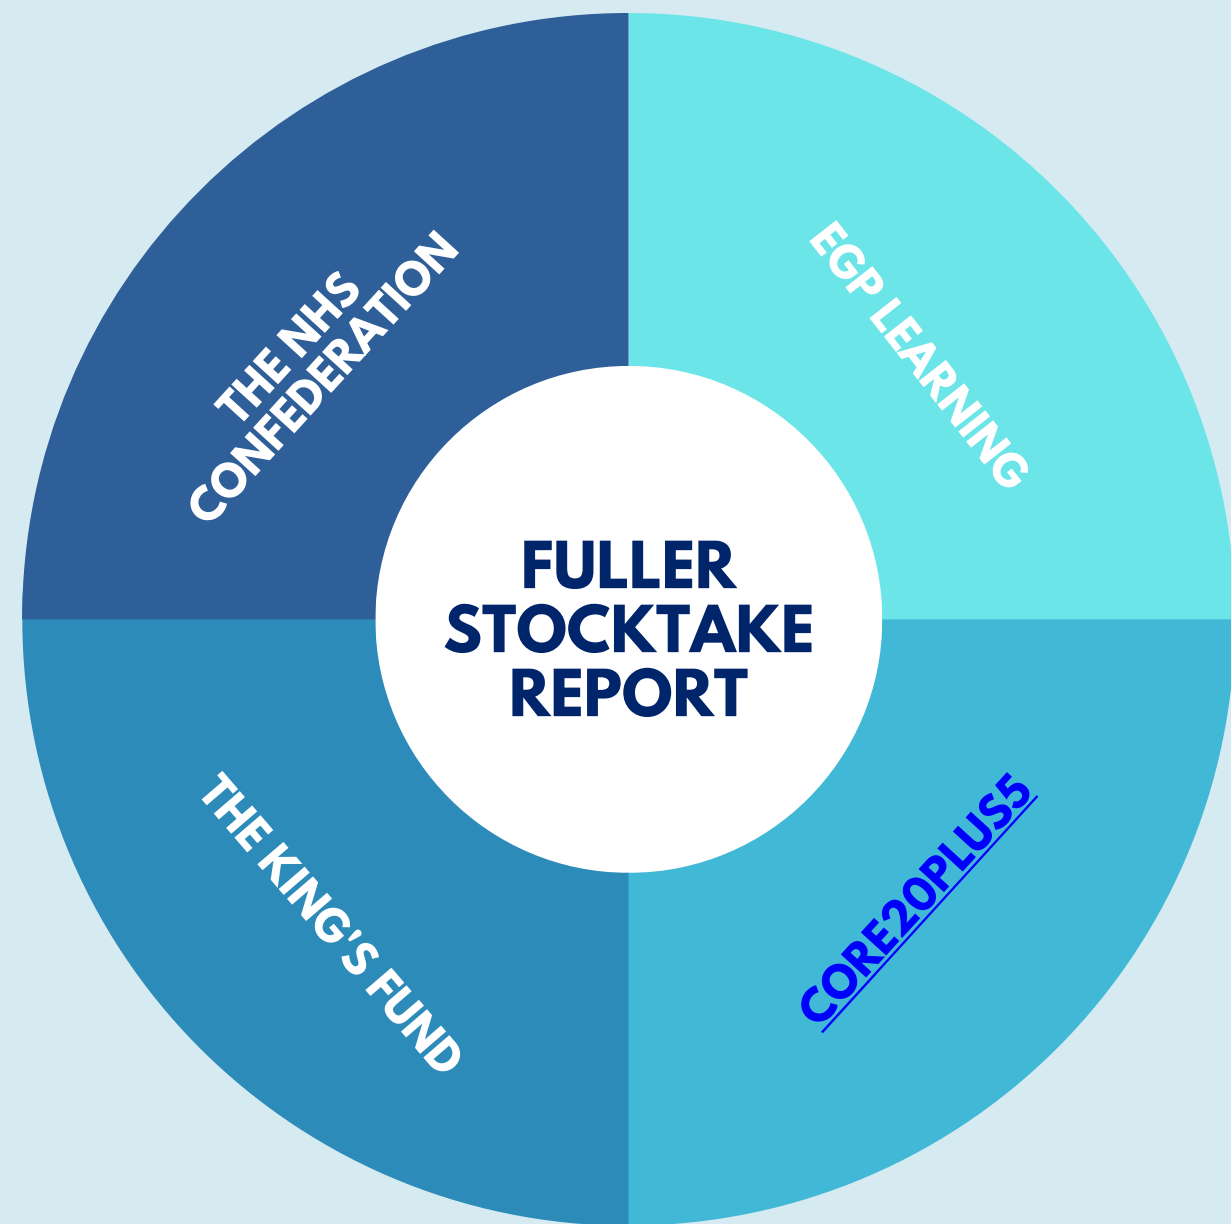 THE NHS
CONFEDERATION
EGP LEARNING
FULLER
STOCKTAKE
REPORT
THE KING'S FUND
CORE20PLUS5